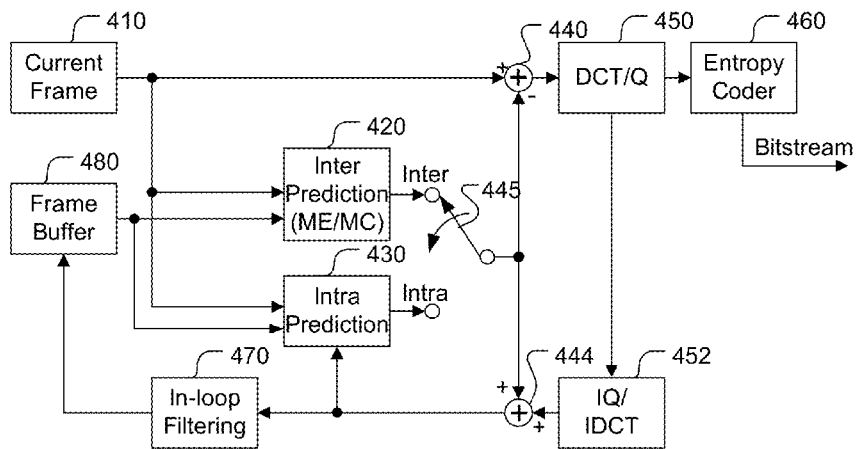 410
Current
Frame
440
+
+
-
450
DCT/Q
460
Entropy
Coder
Bitstream
420
Inter
Prediction
(ME/MC)
Inter
445
480
Frame
Buffer
430
Intra
Prediction
Intra
470
In-loop
Filtering
444
+
+
+
452
IQ/
IDCT